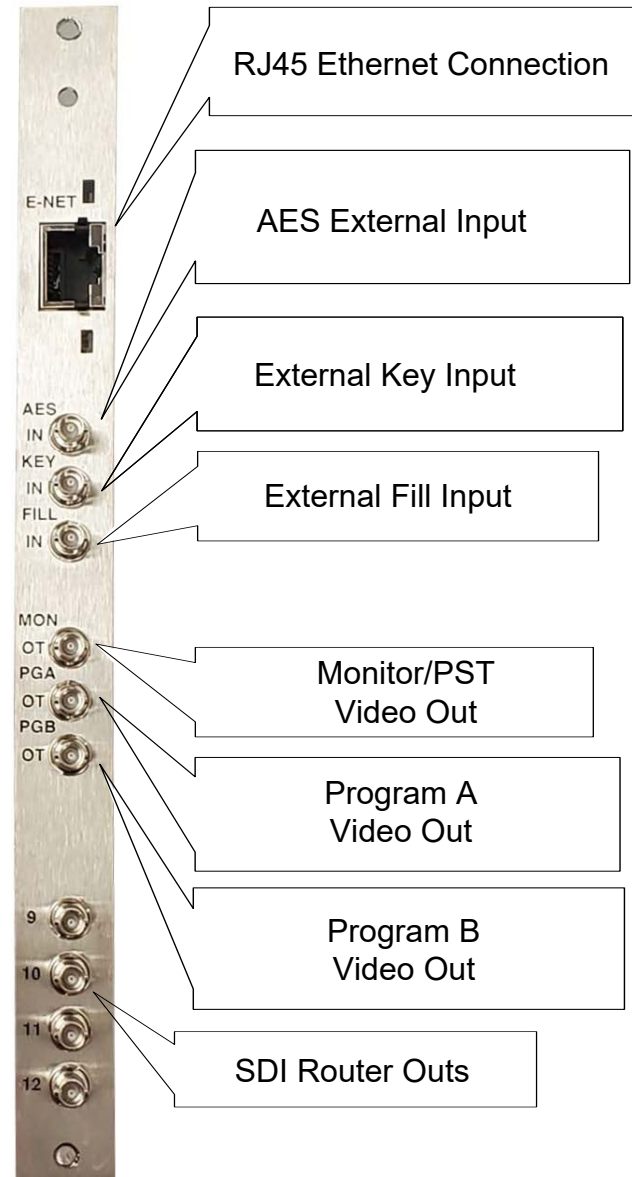 RJ45 Ethernet Connection
E-NET
AES External Input
External Key Input
AES
IN
KEY
IN
External Fill Input
FILL
IN
MON
OT
Monitor/PST
Video Out
PGA
OT
PGB
OT
Program A
Video Out
9
Program B
Video Out
10
11
SDI Router Outs
12